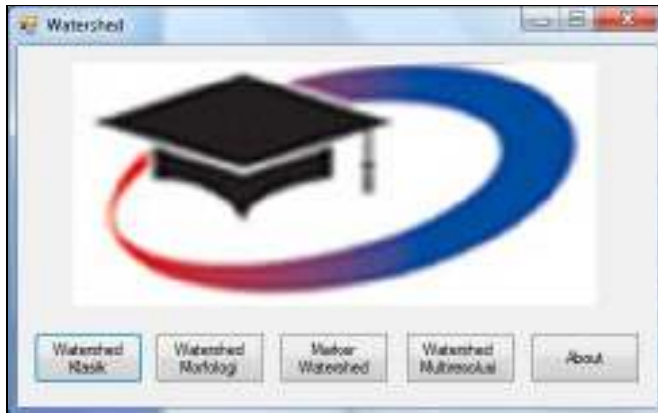 Watershed
Watershed
Klasik
Watershed
Morfologi
Marker
Watershed
Watershed
Multiresolusi
About